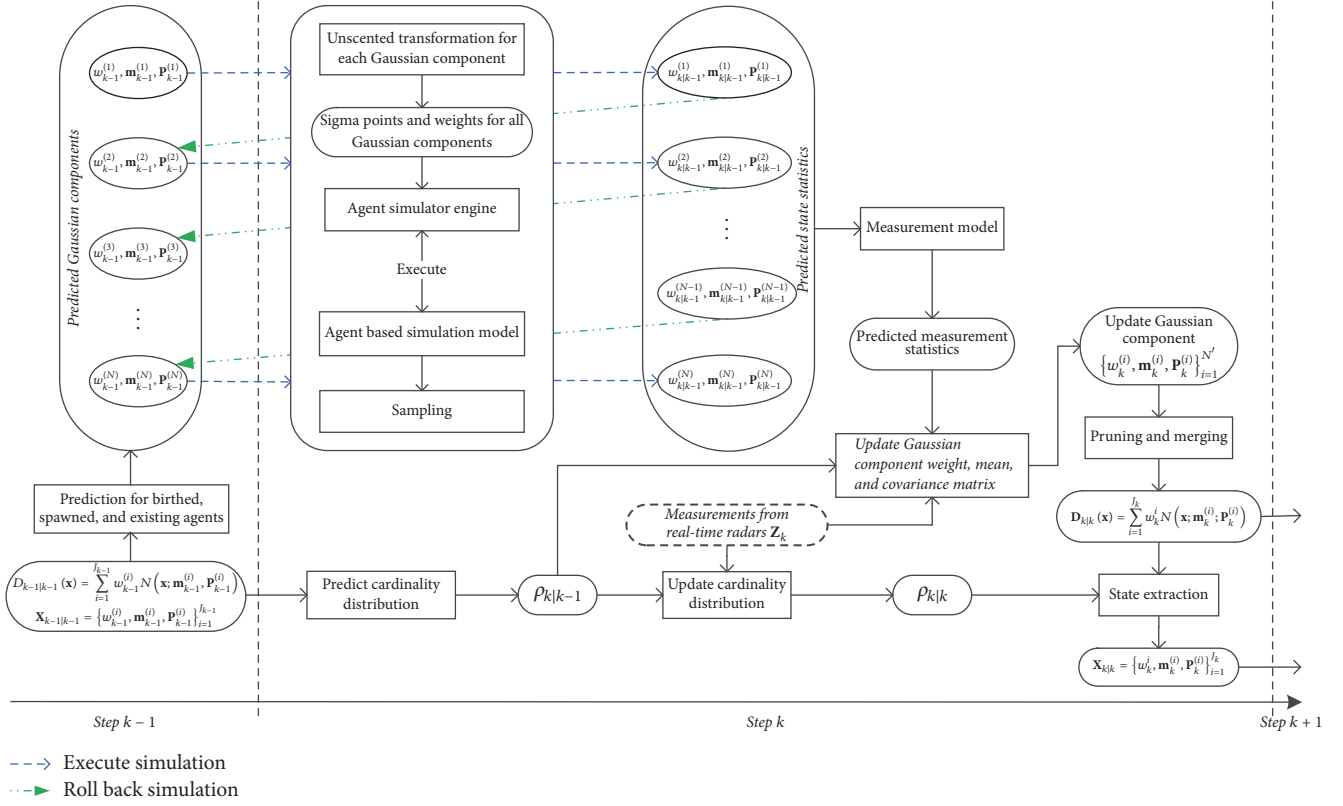 Predicted Gaussian components
w_{k-1}^{(1)}, m_{k-1}^{(1)}, P_{k-1}^{(1)}
w_{k-1}^{(2)}, m_{k-1}^{(2)}, P_{k-1}^{(2)}
w_{k-1}^{(3)}, m_{k-1}^{(3)}, P_{k-1}^{(3)}
⋮
w_{k-1}^{(N)}, m_{k-1}^{(N)}, P_{k-1}^{(N)}
Prediction for birthed,
spawned, and existing agents
D_{k-1|k-1}(x) = ∑_{i=1}^{J_{k-1}} w_{k-1}^{(i)} N(x; m_{k-1}^{(i)}, P_{k-1}^{(i)})
X_{k-1|k-1} = {w_{k-1}^{(i)}, m_{k-1}^{(i)}, P_{k-1}^{(i)}}_{i=1}^{J_{k-1}}
Unscented transformation for
each Gaussian component
Sigma points and weights for all
Gaussian components
Agent simulator engine
Execute
Agent based simulation model
Sampling
w_{k|k-1}^{(1)}, m_{k|k-1}^{(1)}, P_{k|k-1}^{(1)}
w_{k|k-1}^{(2)}, m_{k|k-1}^{(2)}, P_{k|k-1}^{(2)}
⋮
w_{k|k-1}^{(N-1)}, m_{k|k-1}^{(N-1)}, P_{k|k-1}^{(N-1)}
w_{k|k-1}^{(N)}, m_{k|k-1}^{(N)}, P_{k|k-1}^{(N)}
Predicted state statistics
Measurement model
Predicted measurement
statistics
Update Gaussian
component weight, mean,
and covariance matrix
Measurements from
real-time radars Z_k
Predict cardinality
distribution
ρ_{k|k-1}
Update cardinality
distribution
ρ_{k|k}
Update Gaussian
component
{w_k^{(i)}, m_k^{(i)}, P_k^{(i)}}_{i=1}^{N'}
Pruning and merging
D_{k|k}(x) = ∑_{i=1}^{J_k} w_k^i N(x; m_k^{(i)}; P_k^{(i)})
State extraction
X_{k|k} = {w_k^i, m_k^{(i)}, P_k^{(i)}}_{i=1}^{J_k}
Step k − 1
Step k
Step k + 1
Execute simulation
Roll back simulation